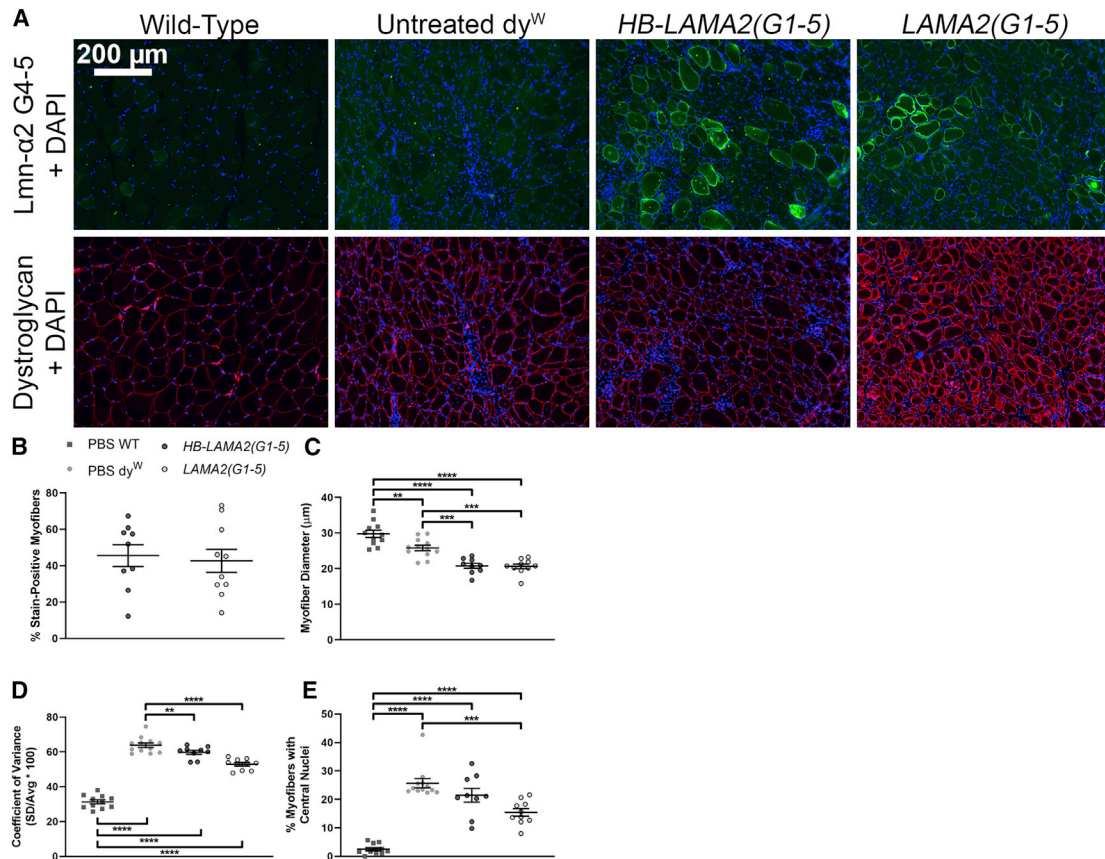 A
Wild-Type
Untreated dyW
HB-LAMA2(G1-5)
LAMA2(G1-5)
200 µm
Lmn-α2 G4-5
+ DAPI
Dystroglycan
+ DAPI
B
PBS WT
HB-LAMA2(G1-5)
PBS dyW
LAMA2(G1-5)
% Stain-Positive Myofibers
80
60
40
20
0
C
****
****
**
***
***
Myofiber Diameter (µm)
40
30
20
10
0
D
****
**
Coefficient of Variance
(SD/Avg * 100)
80
60
40
20
0
****
****
****
E
****
****
****
***
% Myofibers with
Central Nuclei
50
40
30
20
10
0